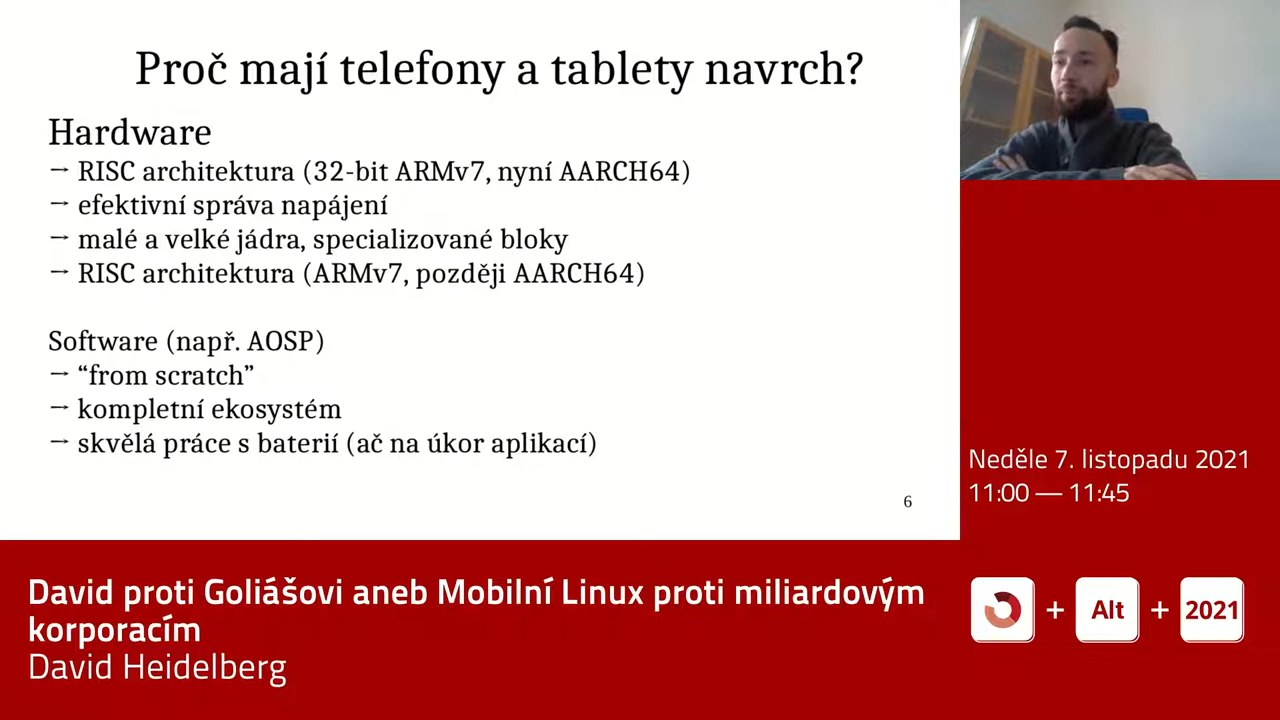 Proč mají telefony a tablety navrch?
Hardware
→ RISC architektura (32-bit ARMv7, nyní AARCH64)
→ efektivní správa napájení
→ malé a velké jádra, specializované bloky
→ RISC architektura (ARMv7, později AARCH64)
Software (např. AOSP)
→ “from scratch”
→ kompletní ekosystém
→ skvělá práce s baterií (ač na úkor aplikací)
6
Neděle 7. listopadu 2021
11:00 — 11:45
David proti Goliášovi aneb Mobilní Linux proti miliardovým
korporacím
David Heidelberg
+ Alt + 2021